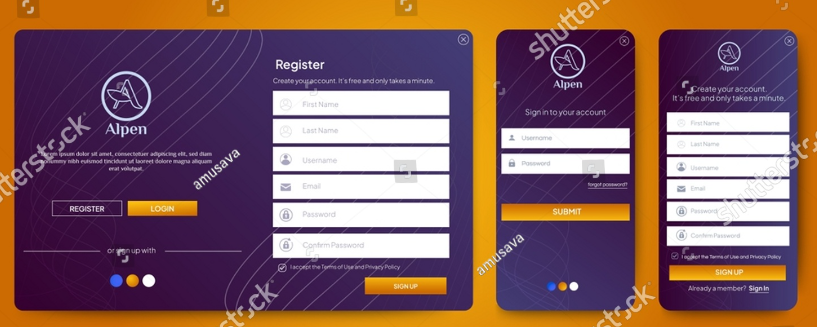 Alpen
Lorem ipsum dolor sit amet, consectetuer adipiscing elit, sed diam
nonummy nibh euismod tincidunt ut laoreet dolore magna aliquam
erat volutpat.
REGISTER
LOGIN
or sign up with
Register
Create your account. It's free and only takes a minute.
First Name
Last Name
Username
Email
Password
Confirm Password
I accept the Terms of Use and Privacy Policy
SIGN UP
Alpen
Sign in to your account
Username
Password
forgot password?
SUBMIT
Alpen
Create your account.
It's free and only takes a minute.
First Name
Last Name
Username
Email
Password
Confirm Password
I accept the Terms of Use and Privacy Policy
SIGN UP
Already a member? Sign In
shutterstock
shutterstock
shutterstock
shutterstock
shutterstock
amusava
amusava